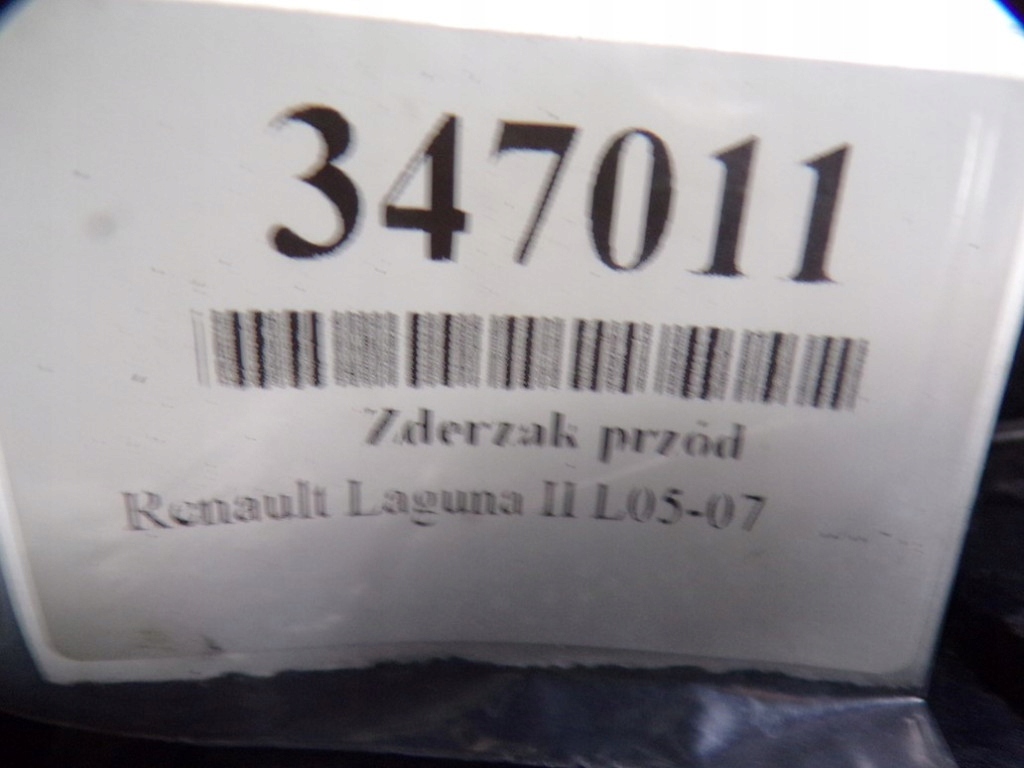 347011
Zderzak przód
Renault Laguna II L05-07